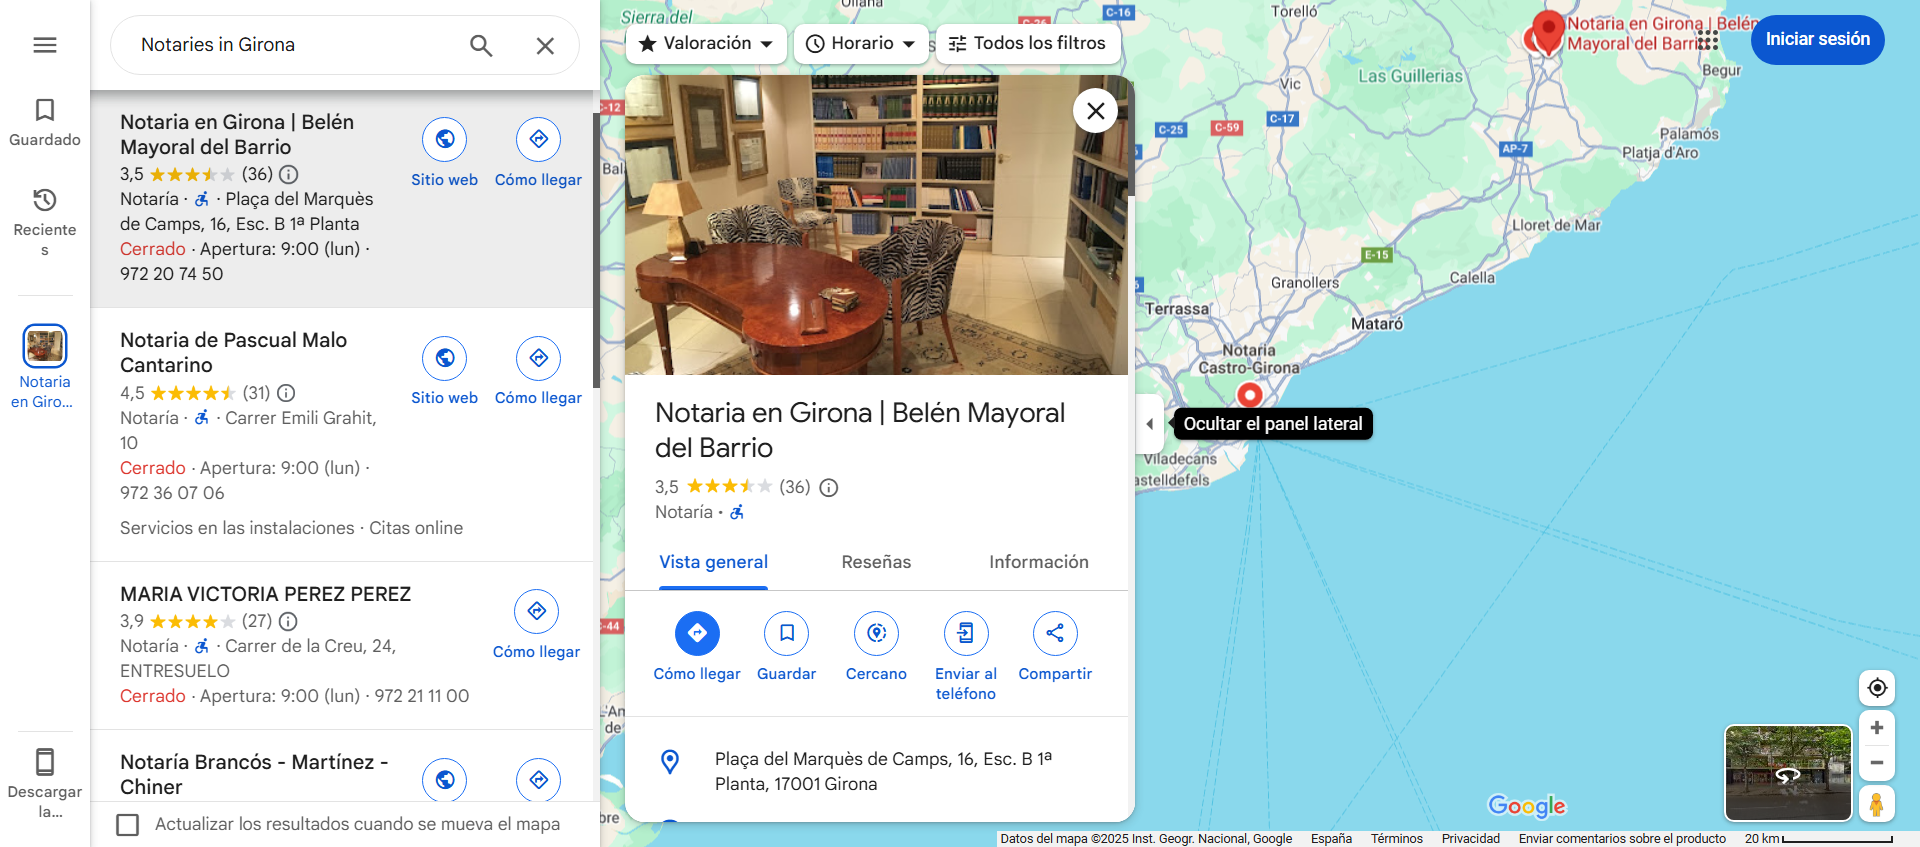 Notaries in Girona
Guardado
Reciente
s
Notaria
en Giro...
Descargar
la...
Notaria en Girona | Belén
Mayoral del Barrio
3,5 (36)
Notaría · · Plaça del Marquès
de Camps, 16, Esc. B 1ª Planta
Cerrado · Apertura: 9:00 (lun) ·
972 20 74 50
Sitio web
Cómo llegar
Notaria de Pascual Malo
Cantarino
4,5 (31)
Notaría · · Carrer Emili Grahit,
10
Cerrado · Apertura: 9:00 (lun) ·
972 36 07 06
Servicios en las instalaciones · Citas online
Sitio web
Cómo llegar
MARIA VICTORIA PEREZ PEREZ
3,9 (27)
Notaría · · Carrer de la Creu, 24,
ENTRESUELO
Cerrado · Apertura: 9:00 (lun) · 972 21 11 00
Cómo llegar
Notaría Brancós - Martínez -
Chiner
Actualizar los resultados cuando se mueva el mapa
Valoración
Horario
Todos los filtros
Notaria en Girona | Belén Mayoral
del Barrio
3,5 (36)
Notaría ·
Vista general
Reseñas
Información
Cómo llegar
Guardar
Cercano
Enviar al
teléfono
Compartir
Plaça del Marquès de Camps, 16, Esc. B 1ª
Planta, 17001 Girona
Ocultar el panel lateral
Iniciar sesión
Notaria en Girona | Belén
Mayoral del Barri
Sierra del
Oliana
C-16
C-26
Torelló
Vic
Las Guillerias
Begur
C-12
C-25
C-59
C-17
AP-7
Palamós
Platja d'Aro
Lloret de Mar
E-15
Calella
Granollers
Terrassa
Mataró
Notaria
Castro-Girona
Viladecans
astelldefels
Bal
-44
L'Am
de
bre
Google
Datos del mapa ©2025 Inst. Geogr. Nacional, Google
España
Términos
Privacidad
Enviar comentarios sobre el producto
20 km